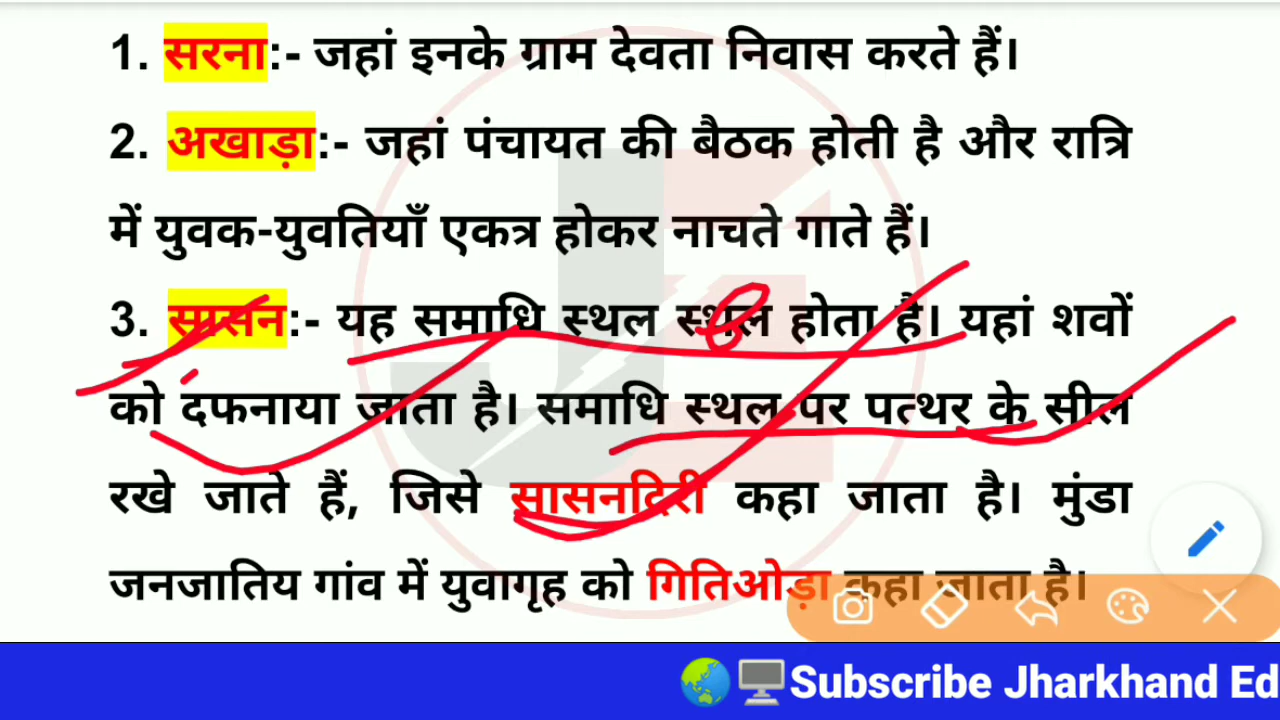 1. सरना:- जहां इनके ग्राम देवता निवास करते हैं।
2. अखाड़ा:- जहां पंचायत की बैठक होती है और रात्रि
में युवक-युवतियाँ एकत्र होकर नाचते गाते हैं।
3. सासन:- यह समाधि स्थल स्थल होता है। यहां शवों
को दफनाया जाता है। समाधि स्थल पर पत्थर के सील
रखे जाते हैं, जिसे सासनदिरी कहा जाता है। मुंडा
जनजातिय गांव में युवागृह को गितिओड़ा कहा जाता है।
Subscribe Jharkhand Ed